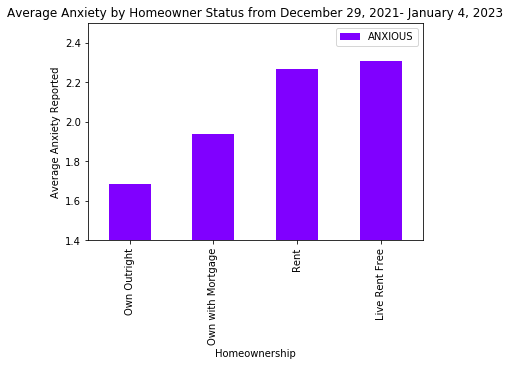 Average Anxiety by Homeowner Status from December 29, 2021- January 4, 2023
ANXIOUS
Average Anxiety Reported
2.4
2.2
2.0
1.8
1.6
1.4
Own Outright
Own with Mortgage
Rent
Live Rent Free
Homeownership